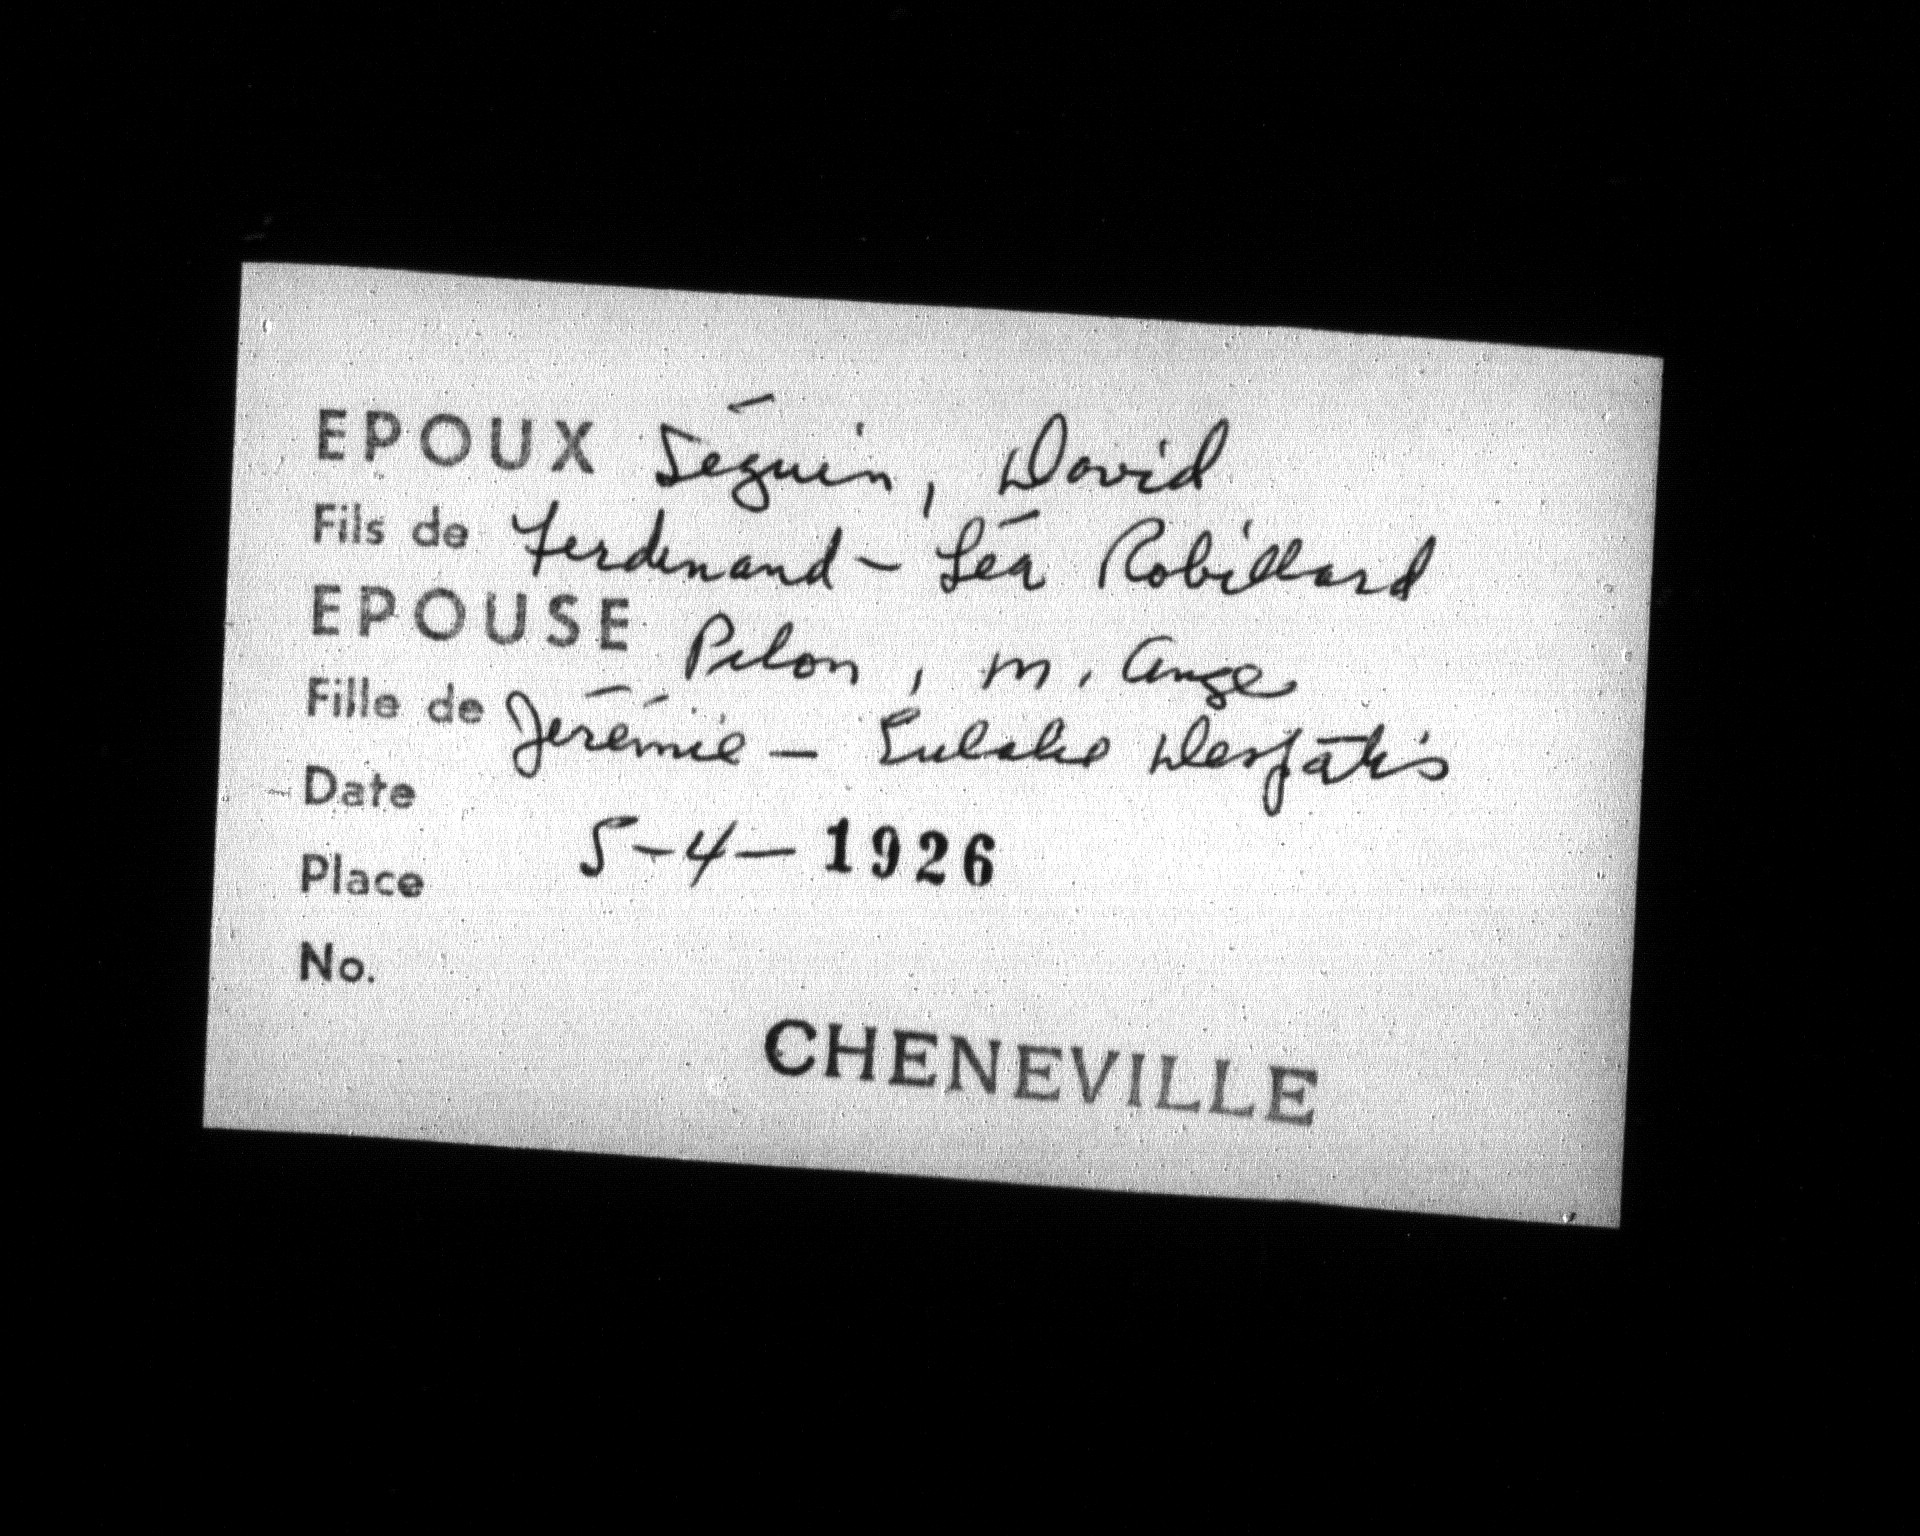 EPOUX Séguin, David
Fils de Ferdinand - Léa Robillard
EPOUSE Pilon, m. Ange
Fille de Jérémie - Eulalie
Date 5-4-1926
Place
No.
CHENEVILLE